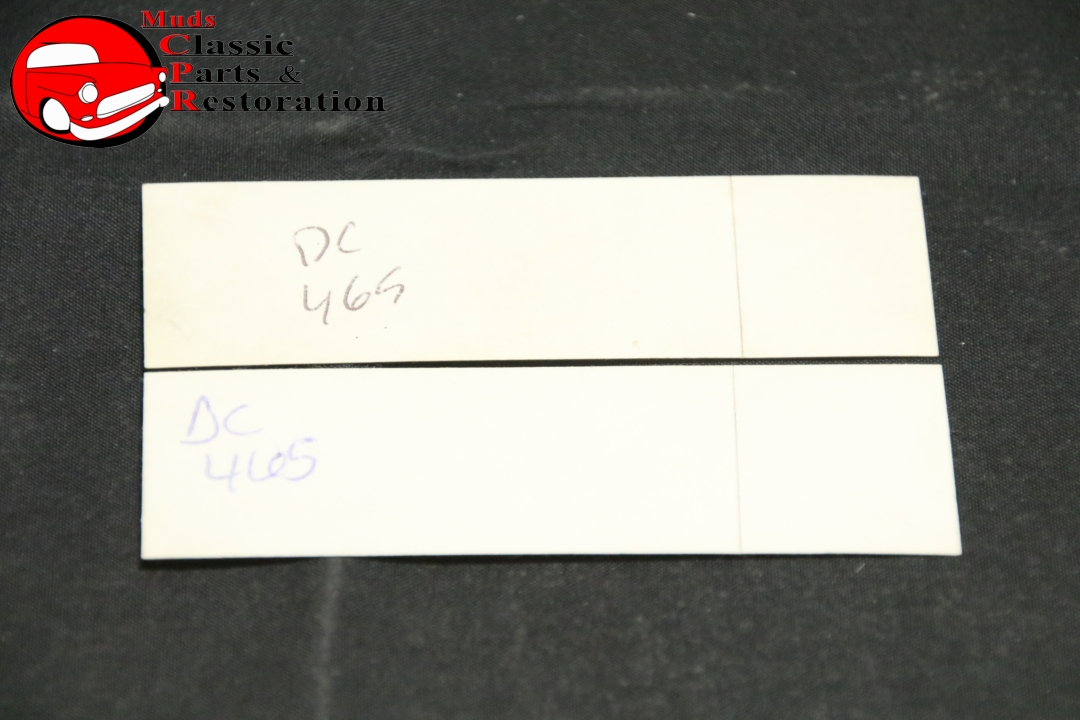 Muds
Classic
Parts &
Restoration
DC
465
DC
465